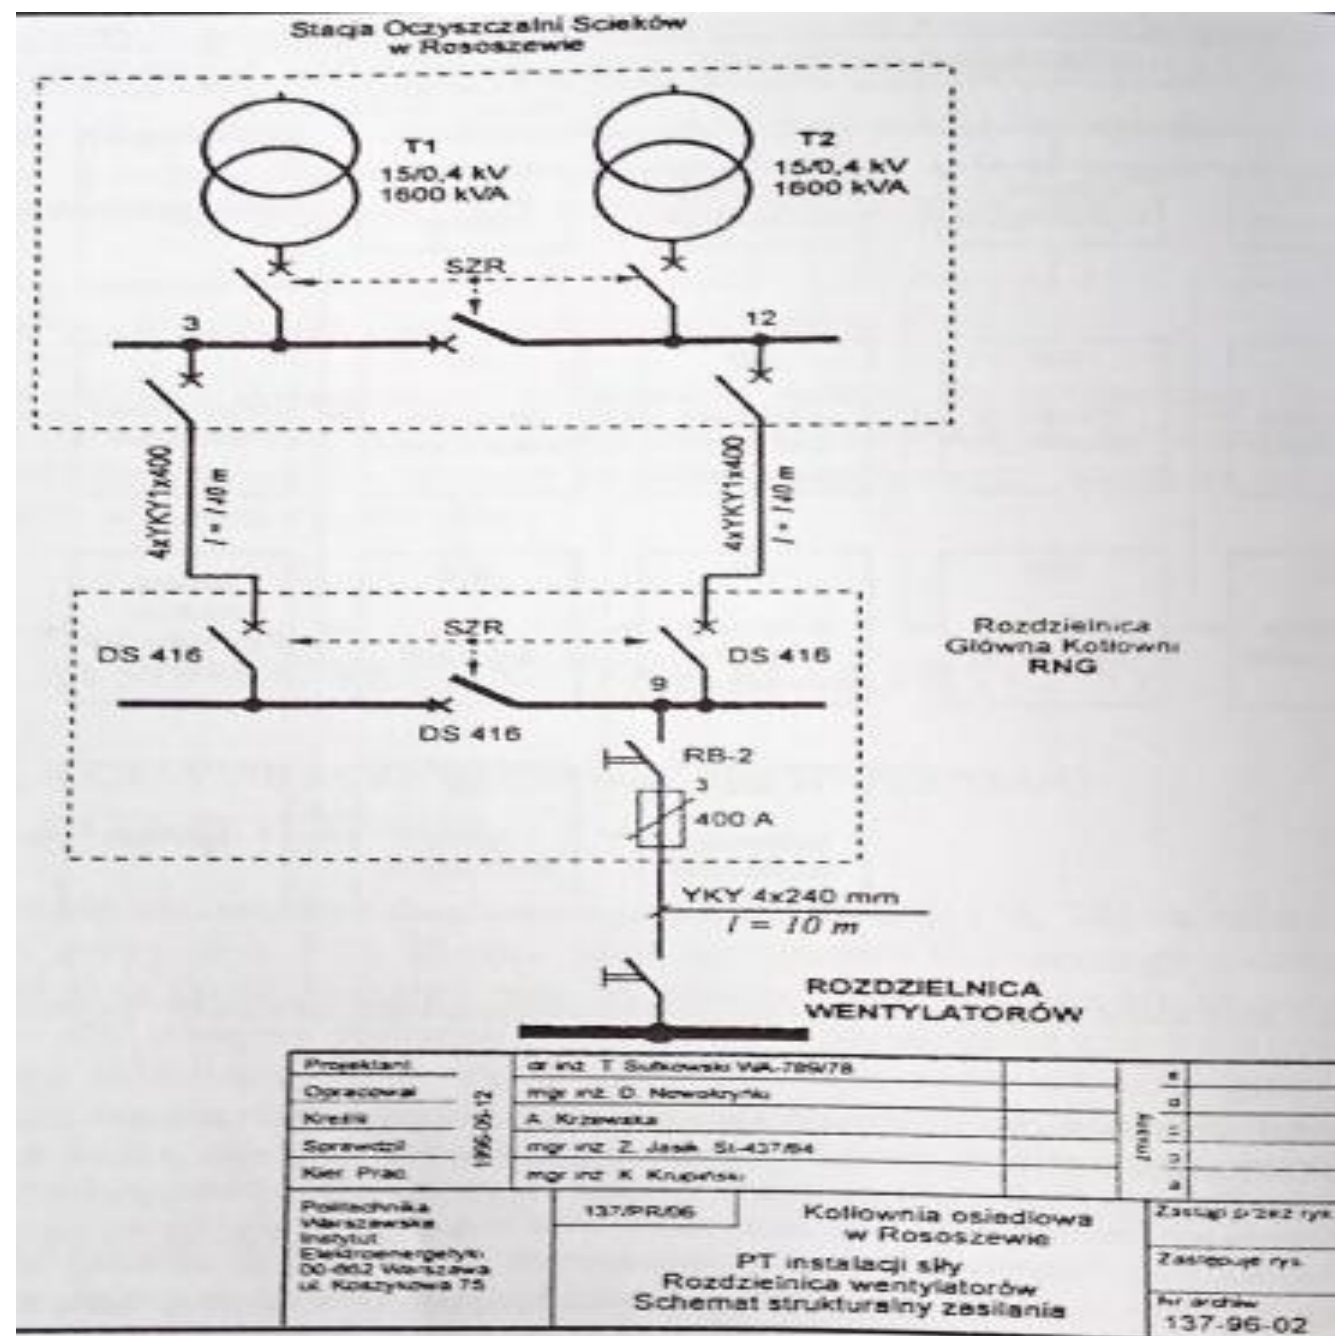 Stacja Oczyszczalni Scieków
w Rososzewie
T1
15/0,4 kV
1600 kVA
T2
15/0,4 kV
1600 kVA
SZR
3
12
4xYKY1x400
l = 140 m
4xYKY1x400
l = 140 m
SZR
DS 416
DS 416
Rozdzielnica
Główna Kotłowni
RNG
9
DS 416
RB-2
3
400 A
YKY 4x240 mm
l = 10 m
ROZDZIELNICA
WENTYLATORÓW
Projektant
dr inż. T. Sutkowski WA-789/78
Opracował
mgr inż. D.
Kreślił
A. Krzewska
Sprawdził
mgr inż. Z. Jasik St-437/84
Kier. Prac.
mgr inż. K. Krupiński
Zmiany
Politechnika
Warszawska
Instytut
Elektroenergetyki
00-662 Warszawa
ul. Koszykowa 75
137/PR/06
Kotłownia osiedlowa
w Rososzewie
PT instalacji siły
Rozdzielnica wentylatorów
Schemat strukturalny zasilania
Zastąpi przez rys.
Zastępuje rys.
Nr archiw.
137-96-02